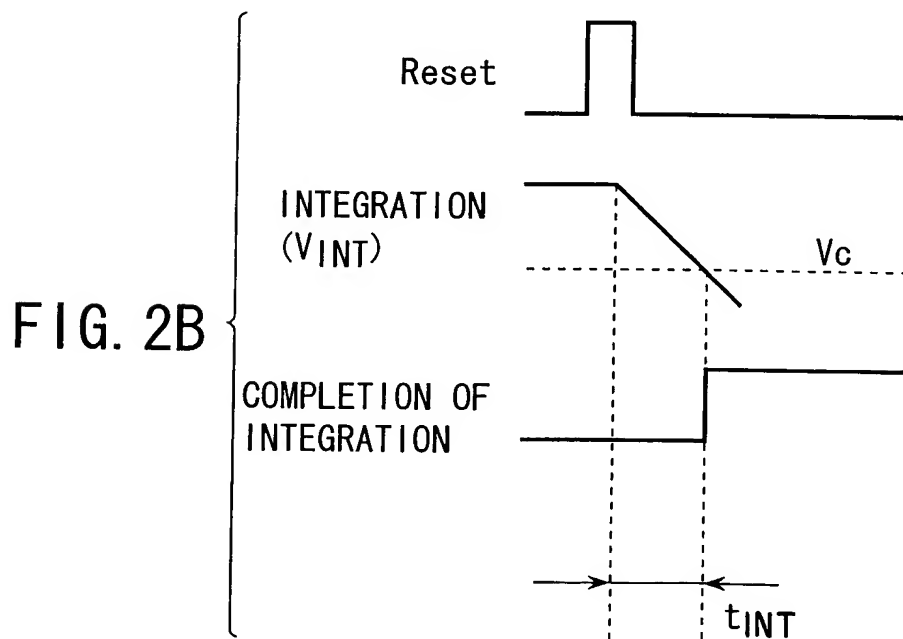 Reset
INTEGRATION
(VINT)
Vc
FIG. 2B
COMPLETION OF
INTEGRATION
tINT